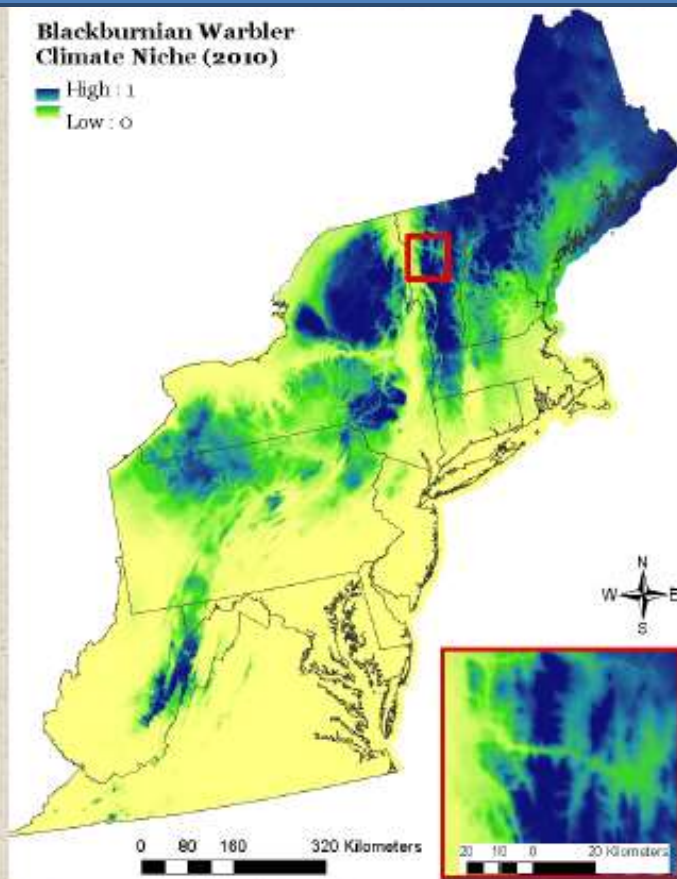 Blackburnian Warbler
Climate Niche (2010)
High : 1
Low : 0
N
W E
S
0 80 160 320 Kilometers
20 10 0 20 Kilometers